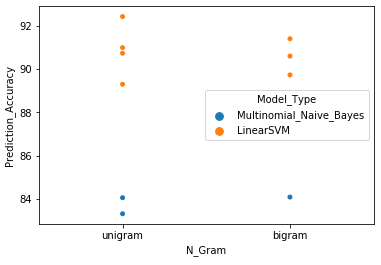 92
90
88
86
84
Prediction_Accuracy
Model_Type
Multinomial_Naive_Bayes
LinearSVM
unigram
bigram
N_Gram